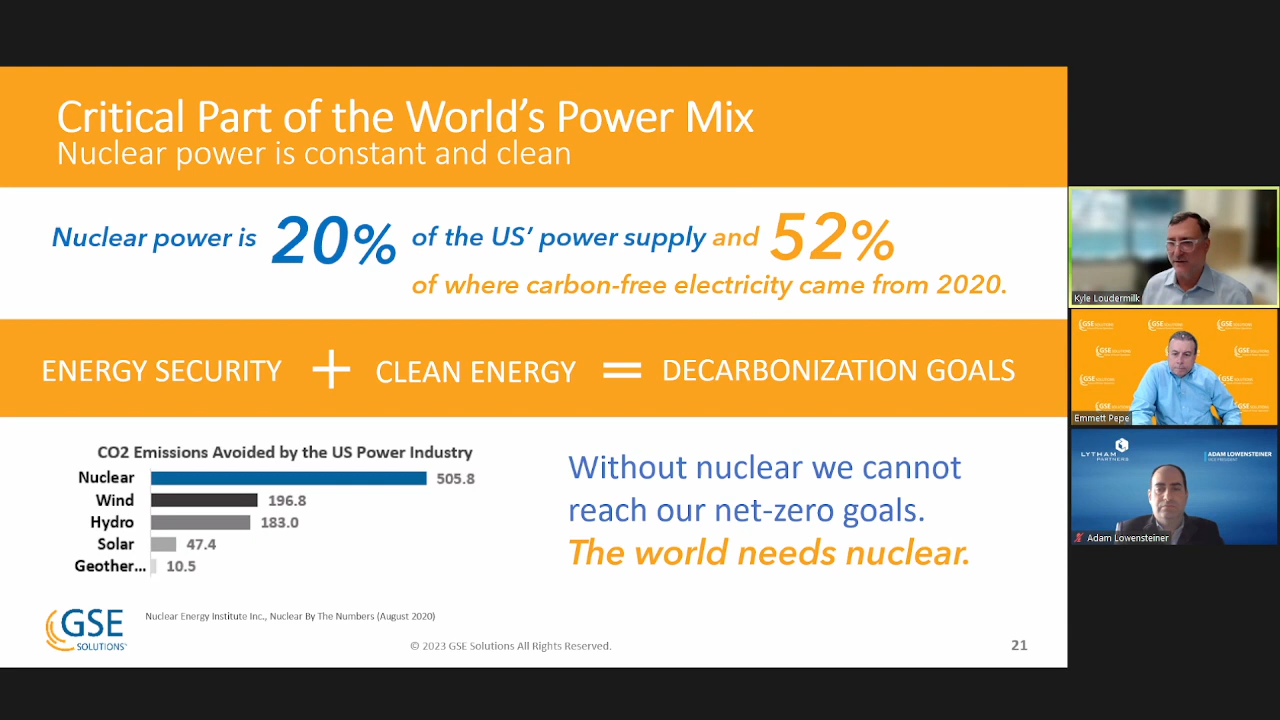 Critical Part of the World's Power Mix
Nuclear power is constant and clean
Nuclear power is 20% of the US' power supply and 52%
of where carbon-free electricity came from 2020.
ENERGY SECURITY + CLEAN ENERGY = DECARBONIZATION GOALS
CO2 Emissions Avoided by the US Power Industry
Nuclear 505.8
Wind 196.8
Hydro 183.0
Solar 47.4
Geother... 10.5
Without nuclear we cannot
reach our net-zero goals.
The world needs nuclear.
GSE
SOLUTIONS
Nuclear Energy Institute Inc., Nuclear By The Numbers (August 2020)
© 2023 GSE Solutions All Rights Reserved.
21
Kyle Loudermilk
GSE
Emmett Pepe
LYTHAM
PARTNERS
ADAM LOWENSTEINER
VICE PRESIDENT
Adam Lowensteiner